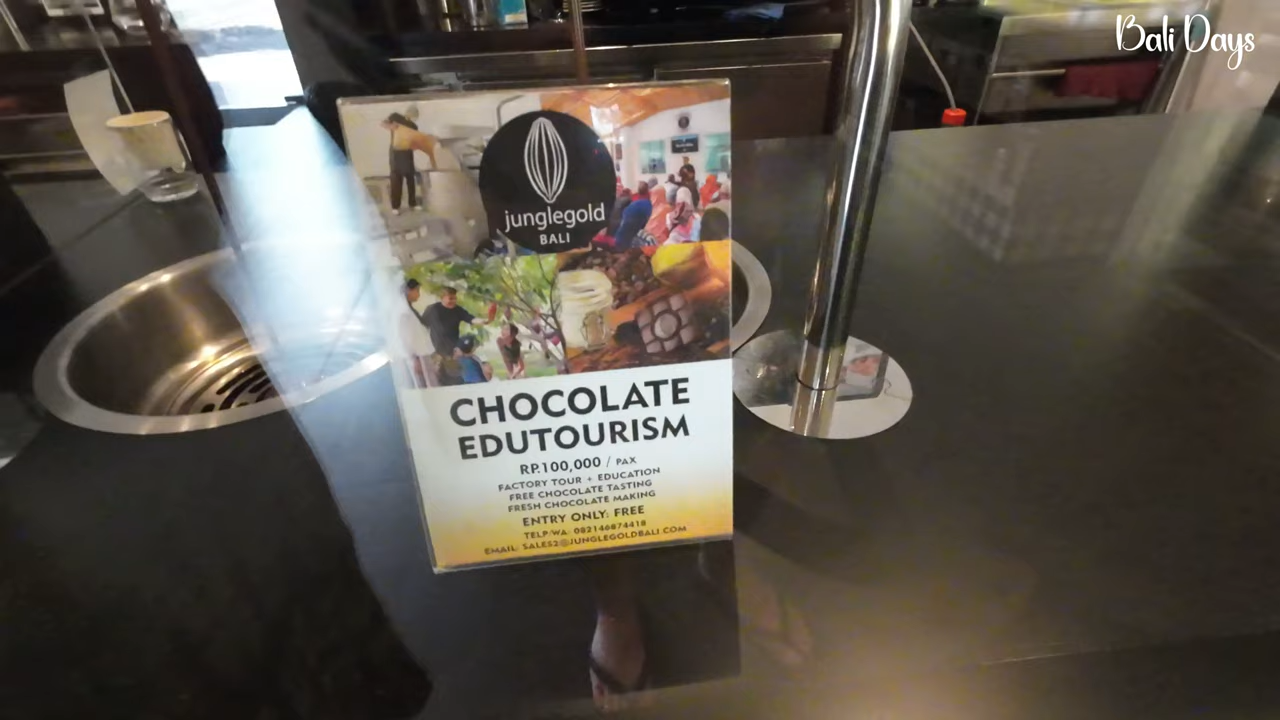 Bali Days
junglegold
BALI
CHOCOLATE
EDUTOURISM
RP.100,000 / PAX
FACTORY TOUR + EDUCATION
FREE CHOCOLATE TASTING
FRESH CHOCOLATE MAKING
ENTRY ONLY: FREE
TELP/WA: 082146874418
EMAIL: SALES2@JUNGLEGOLDBALI.COM